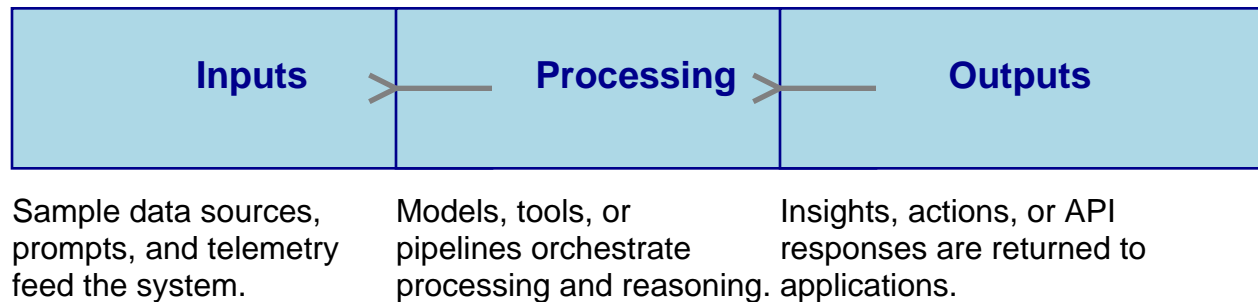 Inputs
Processing
Outputs
Sample data sources,
prompts, and telemetry
feed the system.
Models, tools, or
pipelines orchestrate
processing and reasoning.
Insights, actions, or API
responses are returned to
applications.